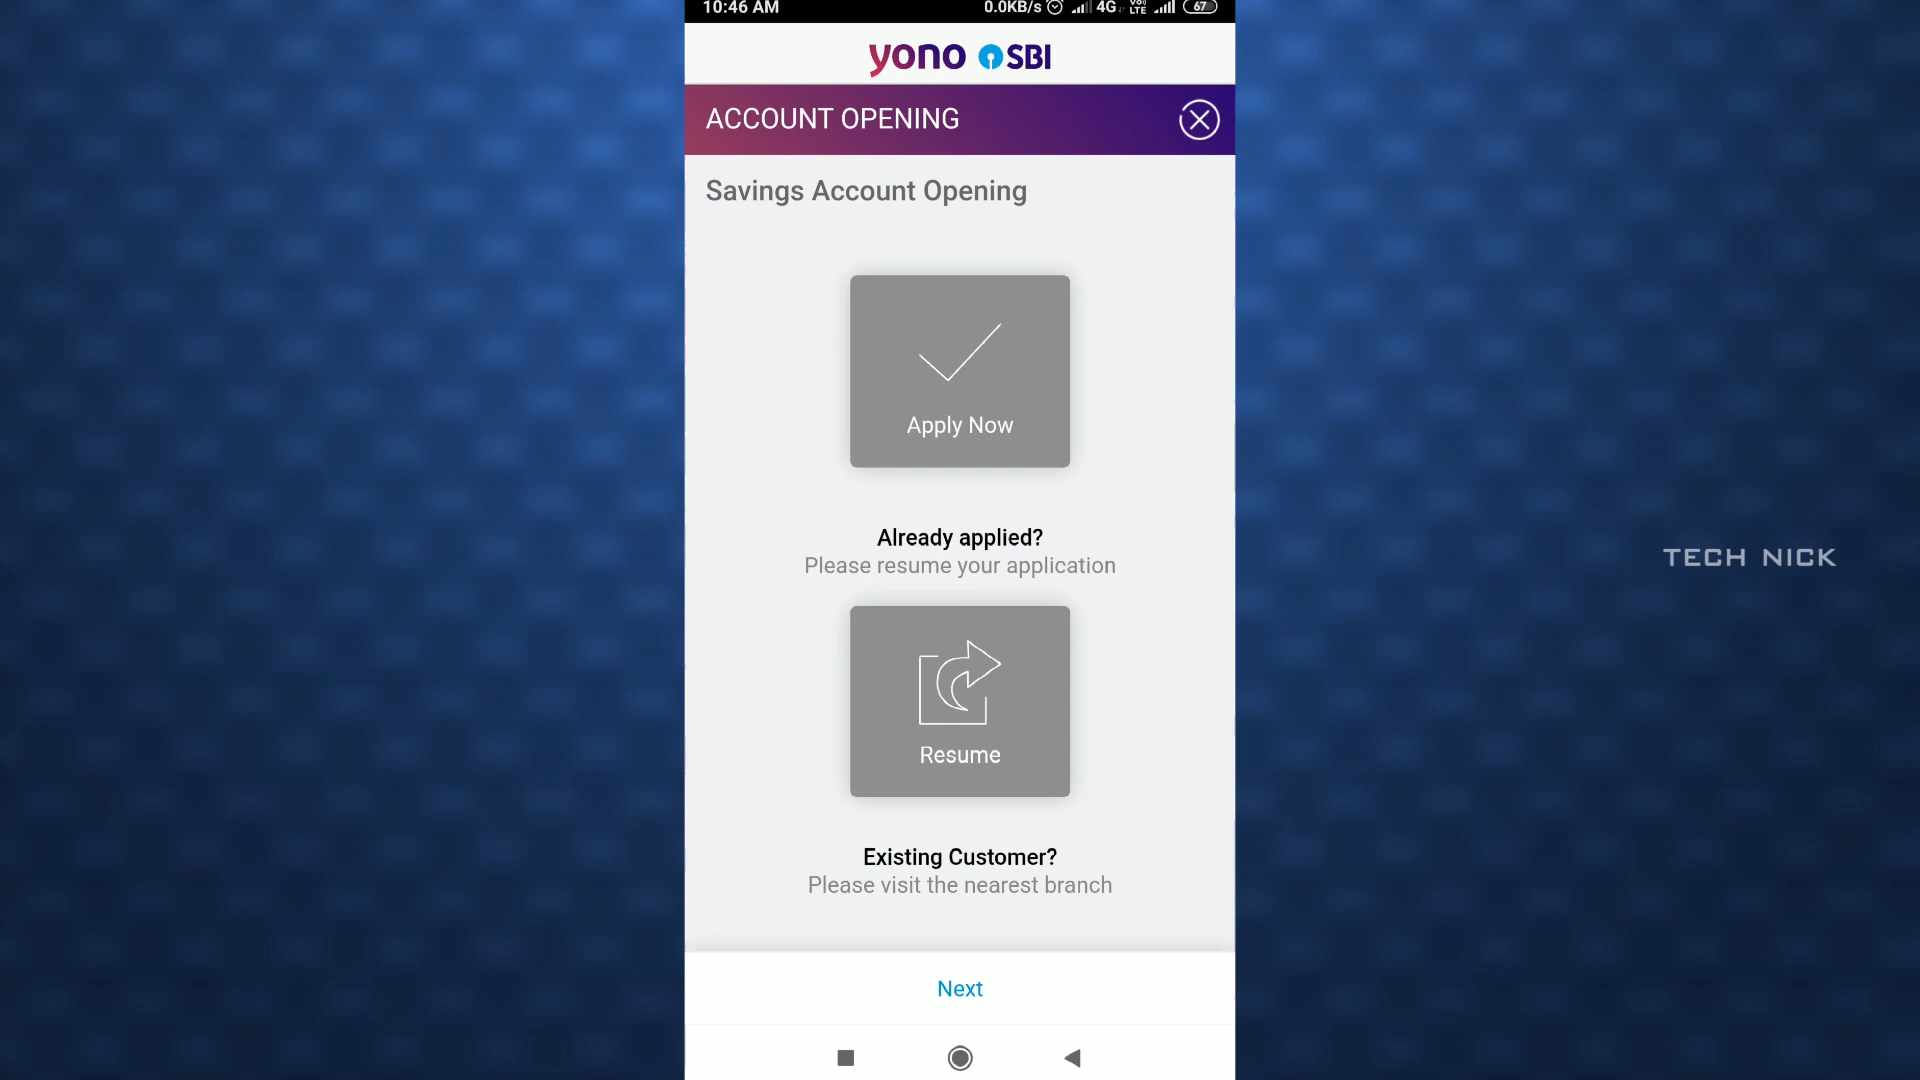 10:46 AM 0.0KB/s 4G VoLTE 67
yono SBI
ACCOUNT OPENING
Savings Account Opening
Apply Now
Already applied?
Please resume your application
Resume
Existing Customer?
Please visit the nearest branch
Next
TECH NICK